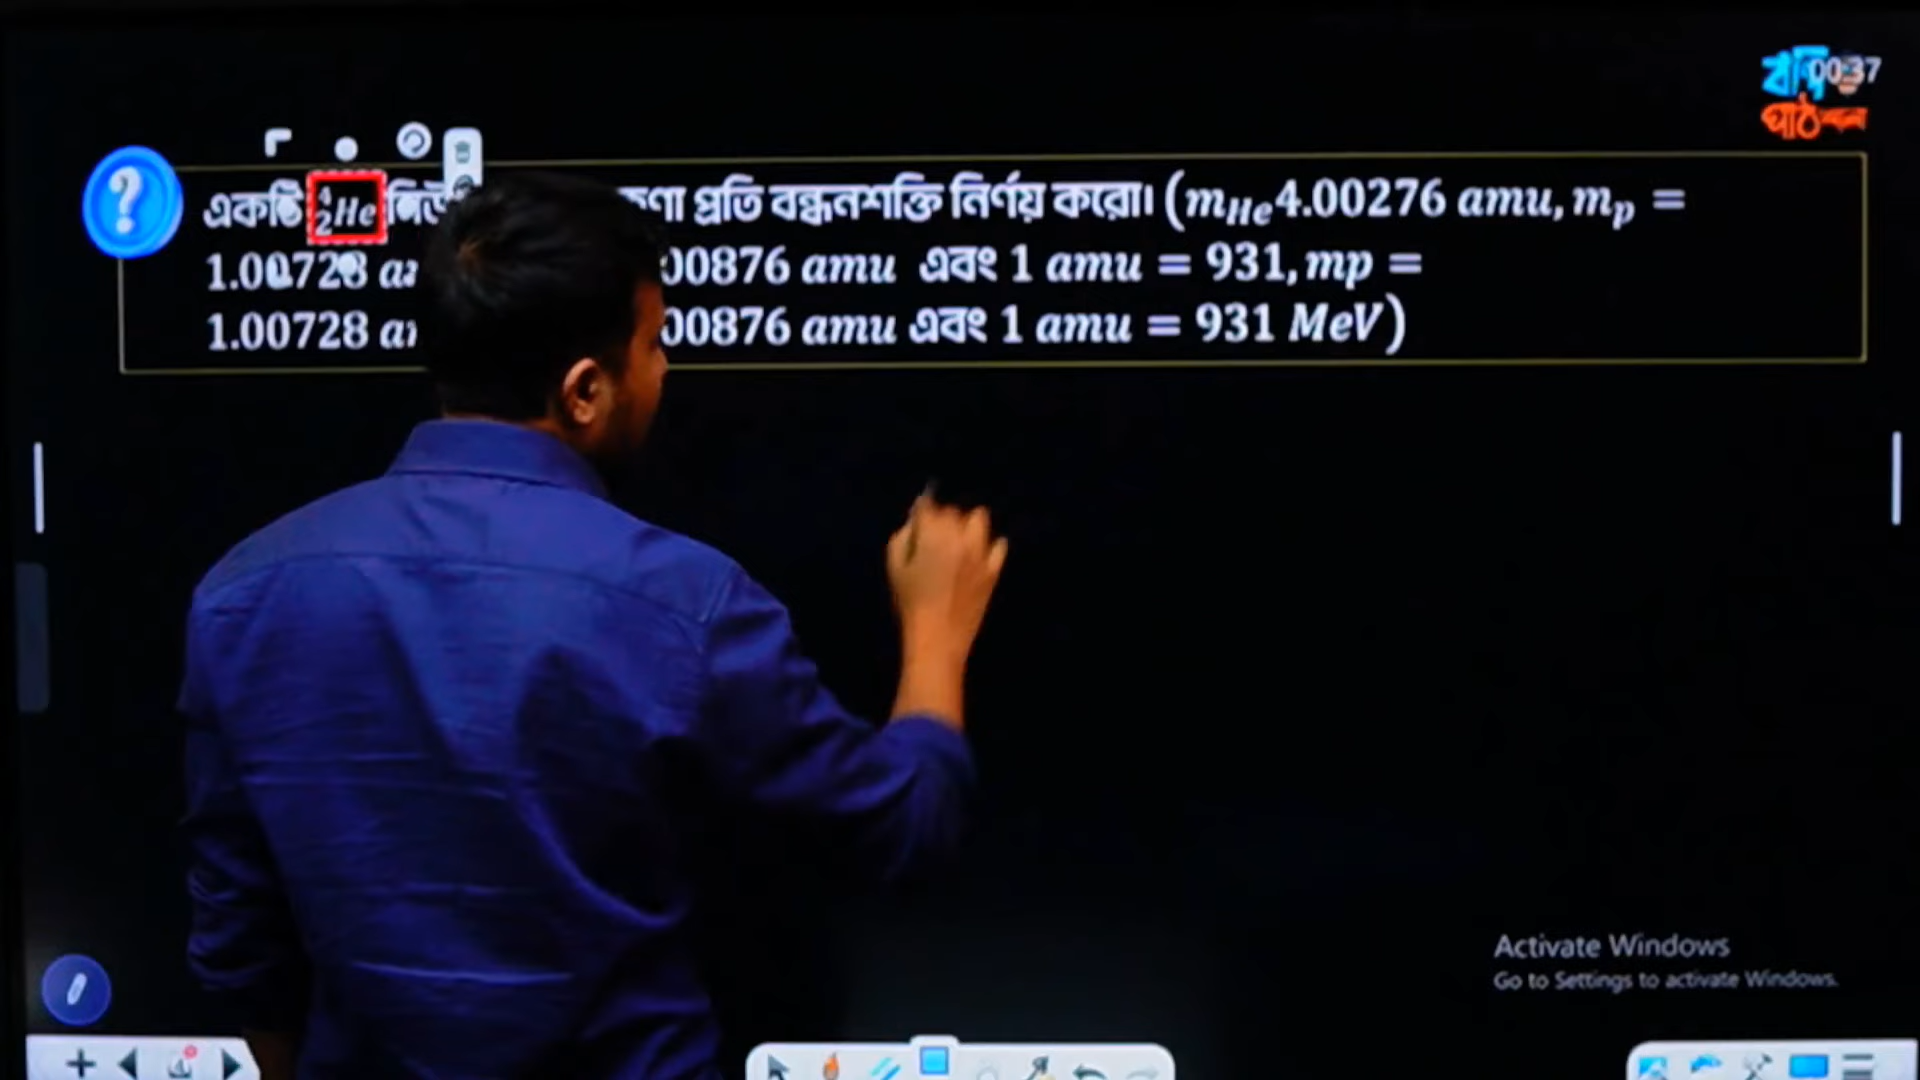 00:37
একটি ⁴₂He প্রতি বন্ধনশক্তি নির্ণয় করো। (m_He 4.00276 amu, m_p =
1.00728 00876 amu এবং 1 amu = 931, mp =
1.00728 00876 amu এবং 1 amu = 931 MeV)
Activate Windows
Go to Settings to activate Windows.